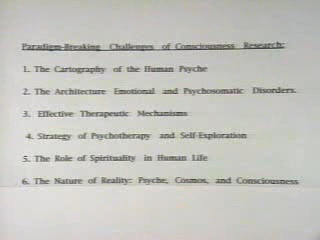 Paradigm-Breaking Challenges of Consciousness Research:
1. The Cartography of the Human Psyche
2. The Architecture Emotional and Psychosomatic Disorders.
3. Effective Therapeutic Mechanisms
4. Strategy of Psychotherapy and Self-Exploration
5. The Role of Spirituality in Human Life
6. The Nature of Reality: Psyche, Cosmos, and Consciousness